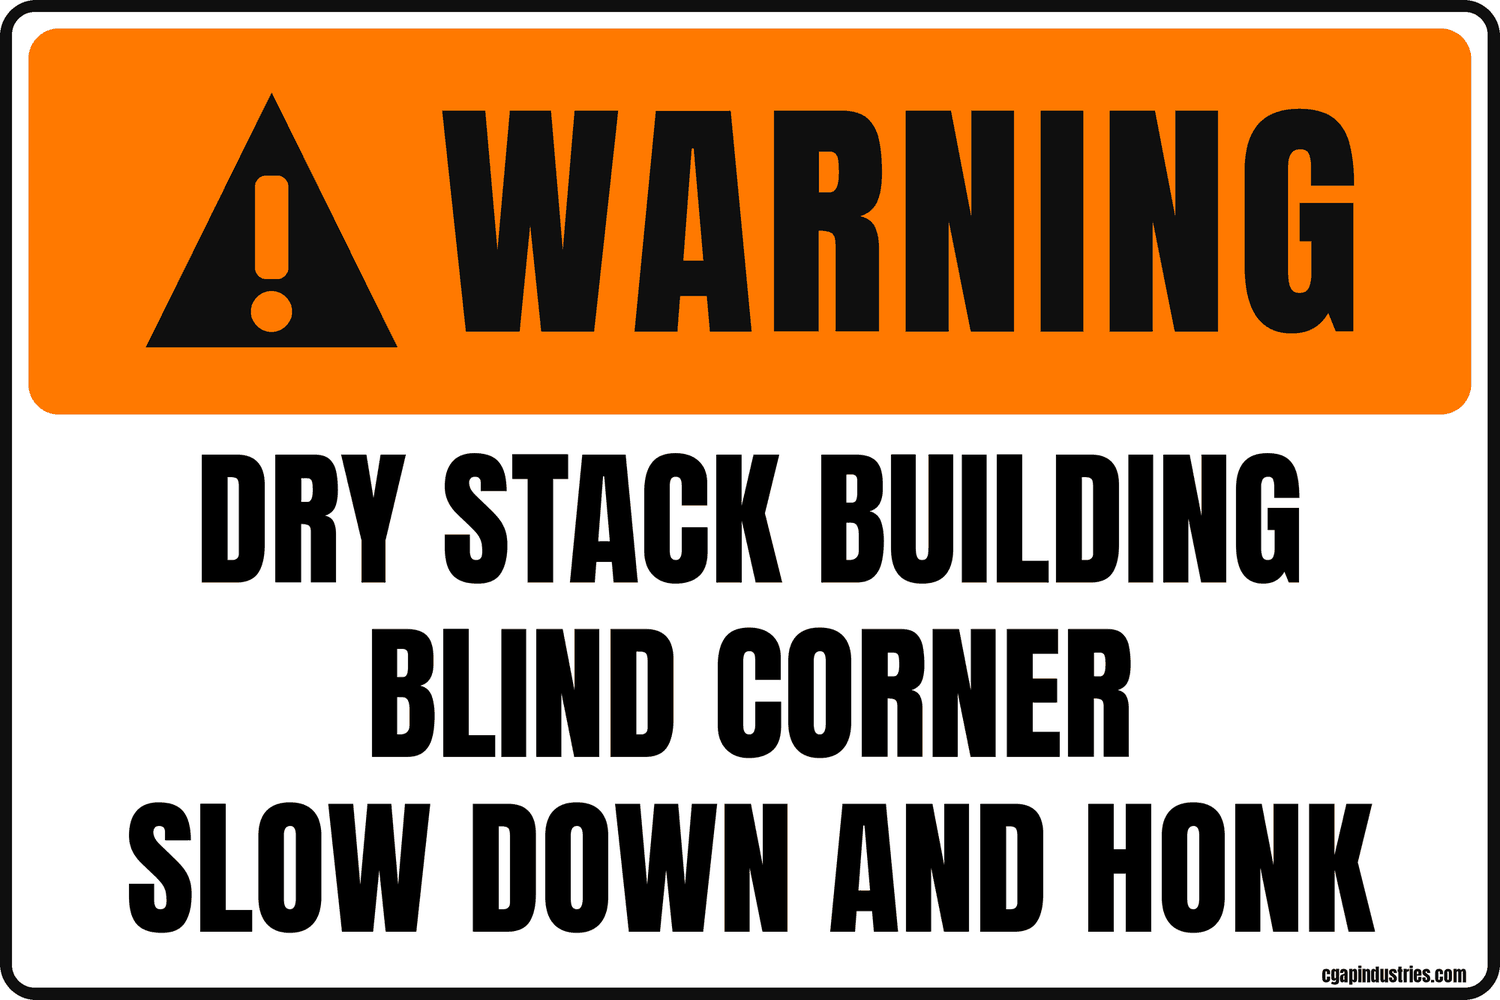 WARNING
DRY STACK BUILDING
BLIND CORNER
SLOW DOWN AND HONK
cgapindustries.com